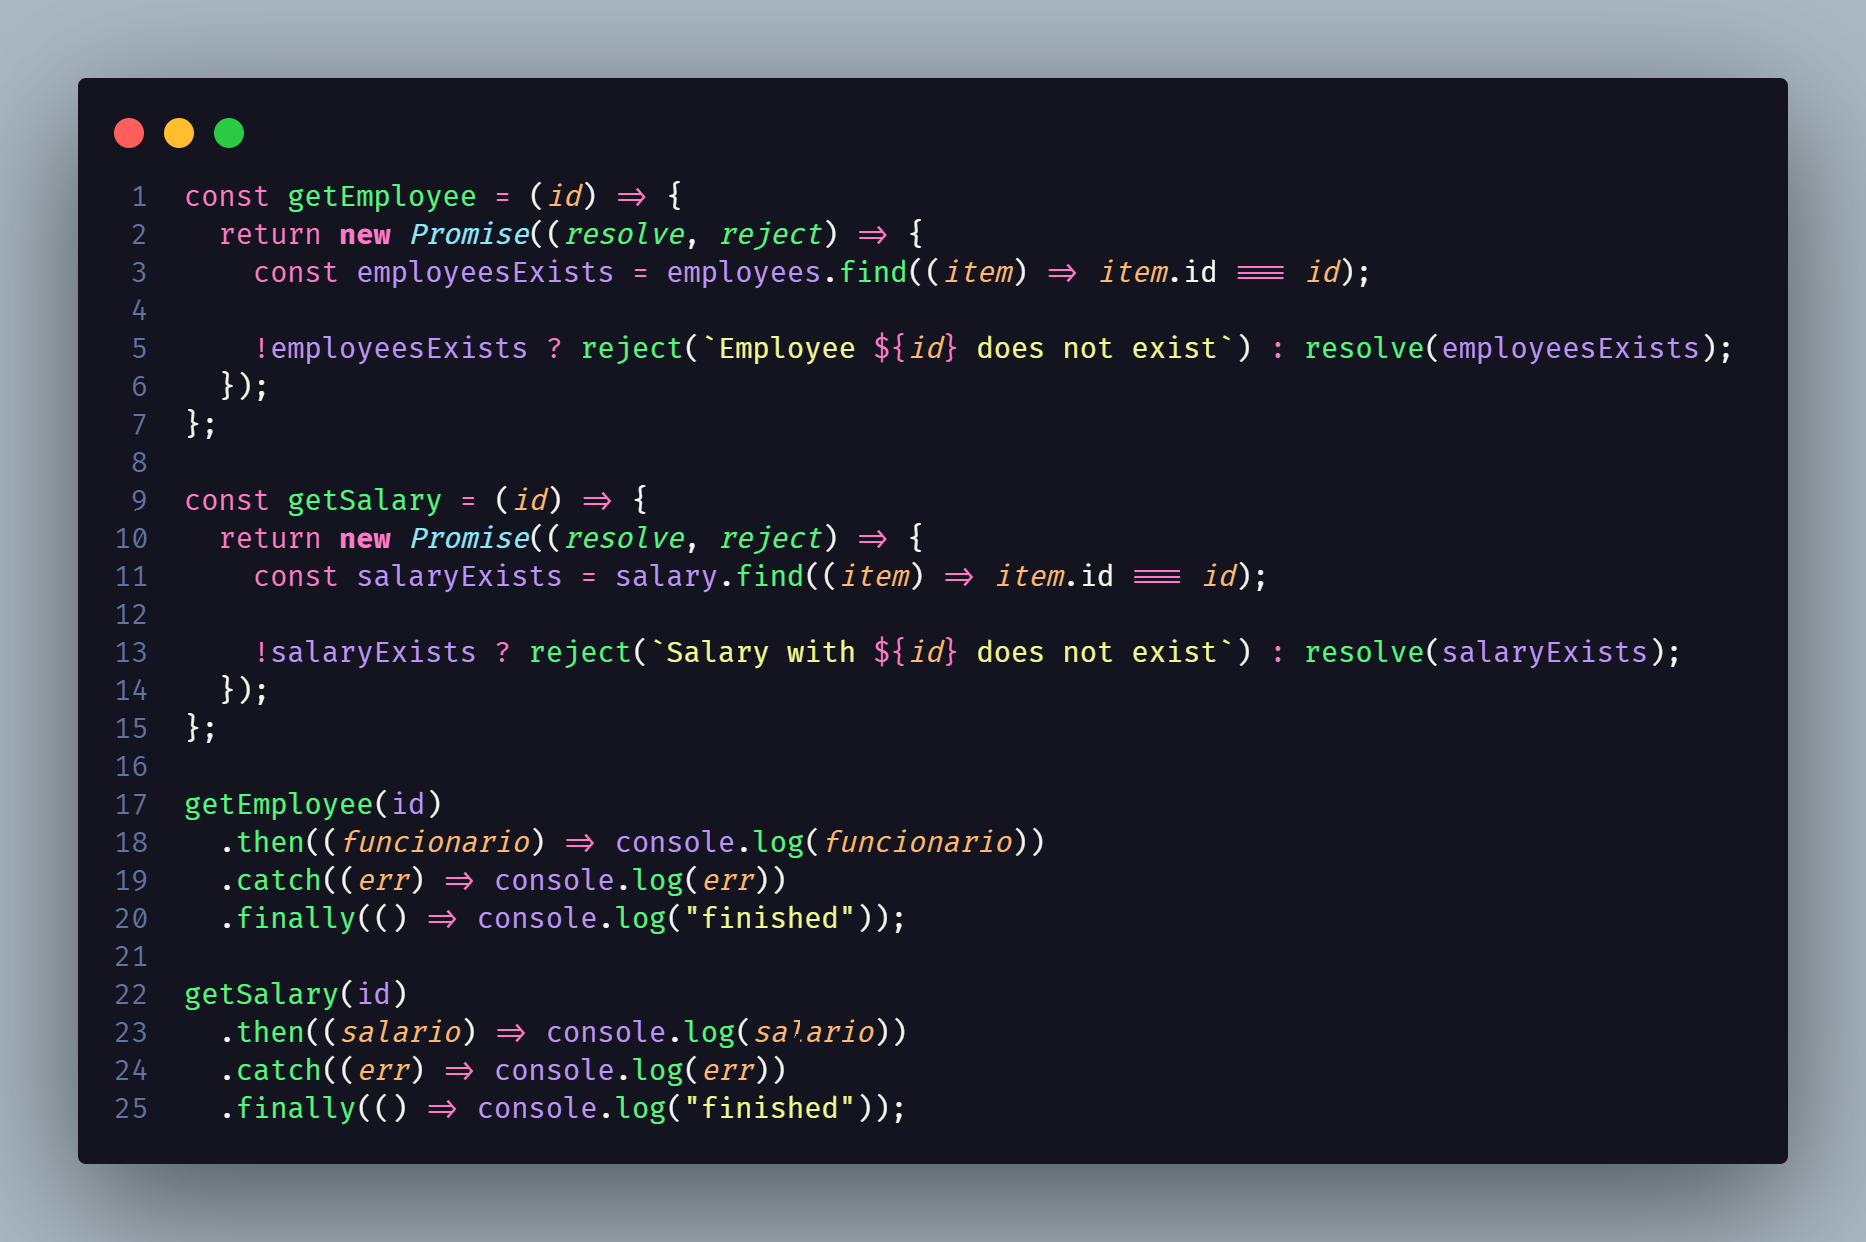 1 const getEmployee = (id) => {
2   return new Promise((resolve, reject) => {
3     const employeesExists = employees.find((item) => item.id === id);
4
5     !employeesExists ? reject(`Employee ${id} does not exist`) : resolve(employeesExists);
6   });
7 };
8
9 const getSalary = (id) => {
10   return new Promise((resolve, reject) => {
11     const salaryExists = salary.find((item) => item.id === id);
12
13     !salaryExists ? reject(`Salary with ${id} does not exist`) : resolve(salaryExists);
14   });
15 };
16
17 getEmployee(id)
18   .then((funcionario) => console.log(funcionario))
19   .catch((err) => console.log(err))
20   .finally(() => console.log("finished"));
21
22 getSalary(id)
23   .then((salario) => console.log(salario))
24   .catch((err) => console.log(err))
25   .finally(() => console.log("finished"));